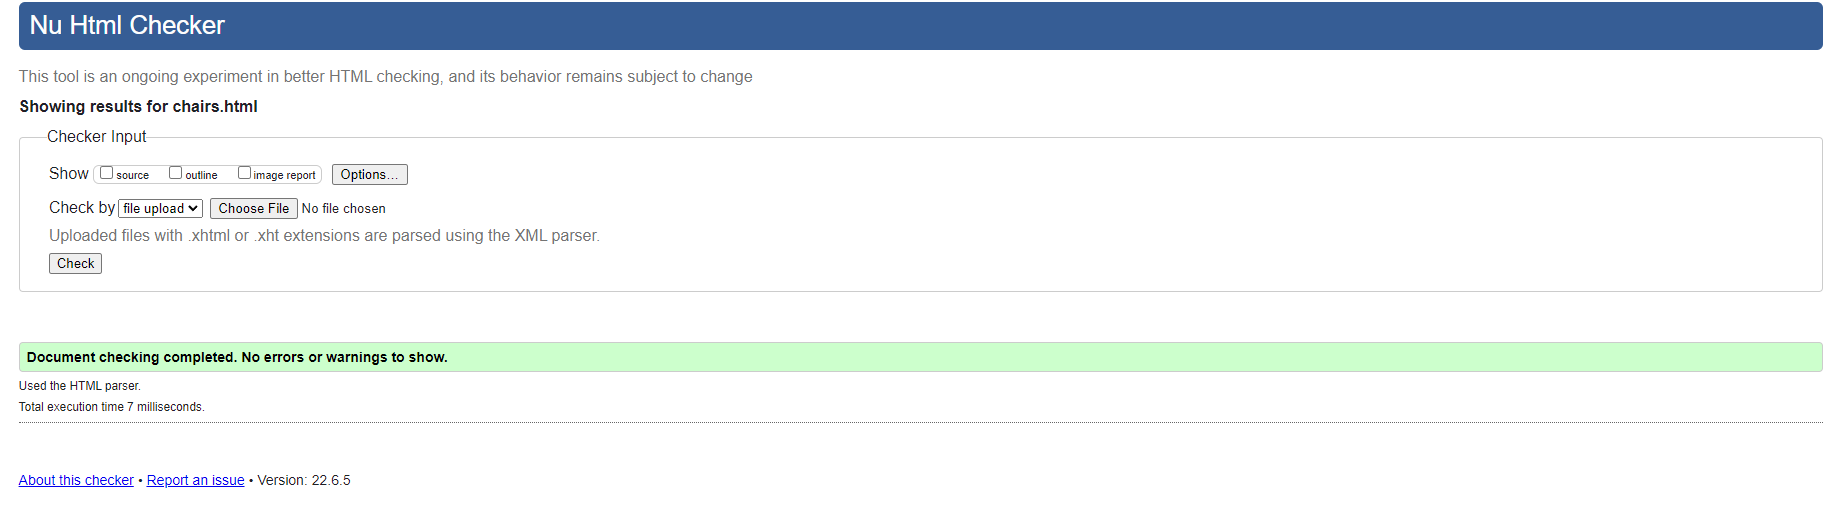 Nu Html Checker
This tool is an ongoing experiment in better HTML checking, and its behavior remains subject to change
Showing results for chairs.html
Checker Input
Show source outline image report Options...
Check by file upload Choose File No file chosen
Uploaded files with .xhtml or .xht extensions are parsed using the XML parser.
Check
Document checking completed. No errors or warnings to show.
Used the HTML parser.
Total execution time 7 milliseconds.
About this checker • Report an issue • Version: 22.6.5